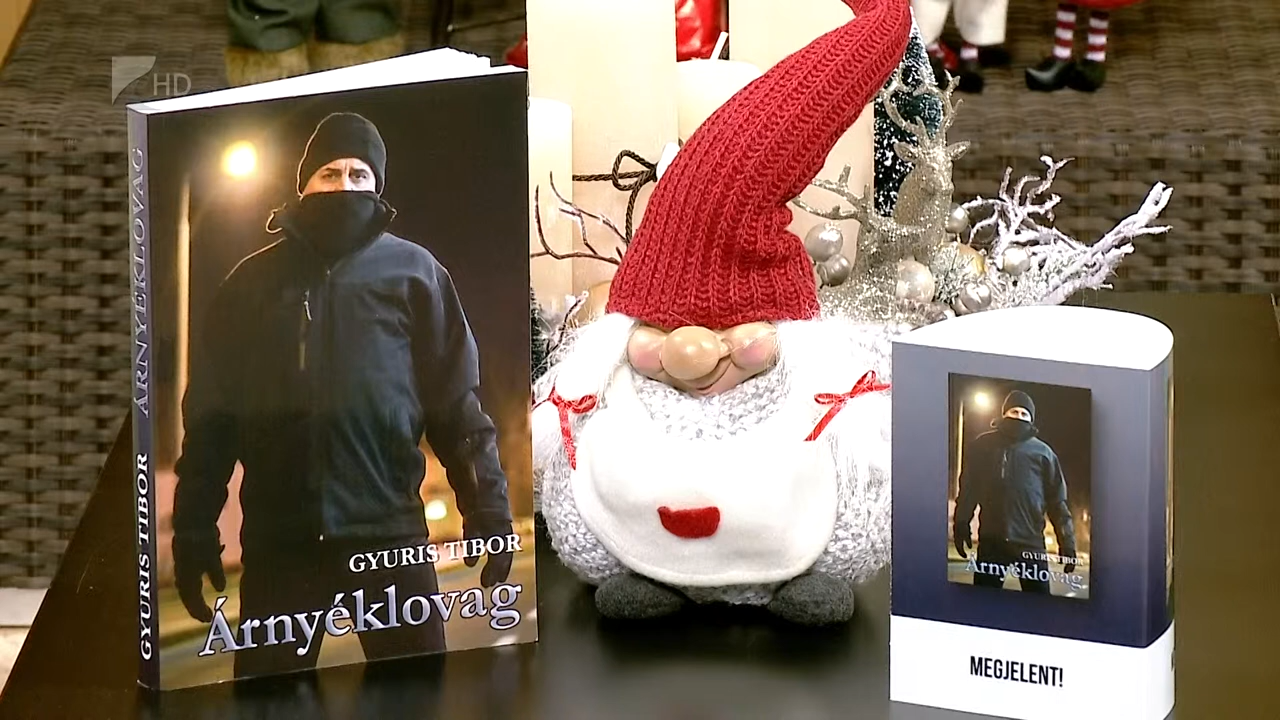 HD
GYURIS TIBOR ÁRNYÉKLOVAG
GYURIS TIBOR
Árnyéklovag
GYURIS TIBOR
Árnyéklovag
MEGJELENT!